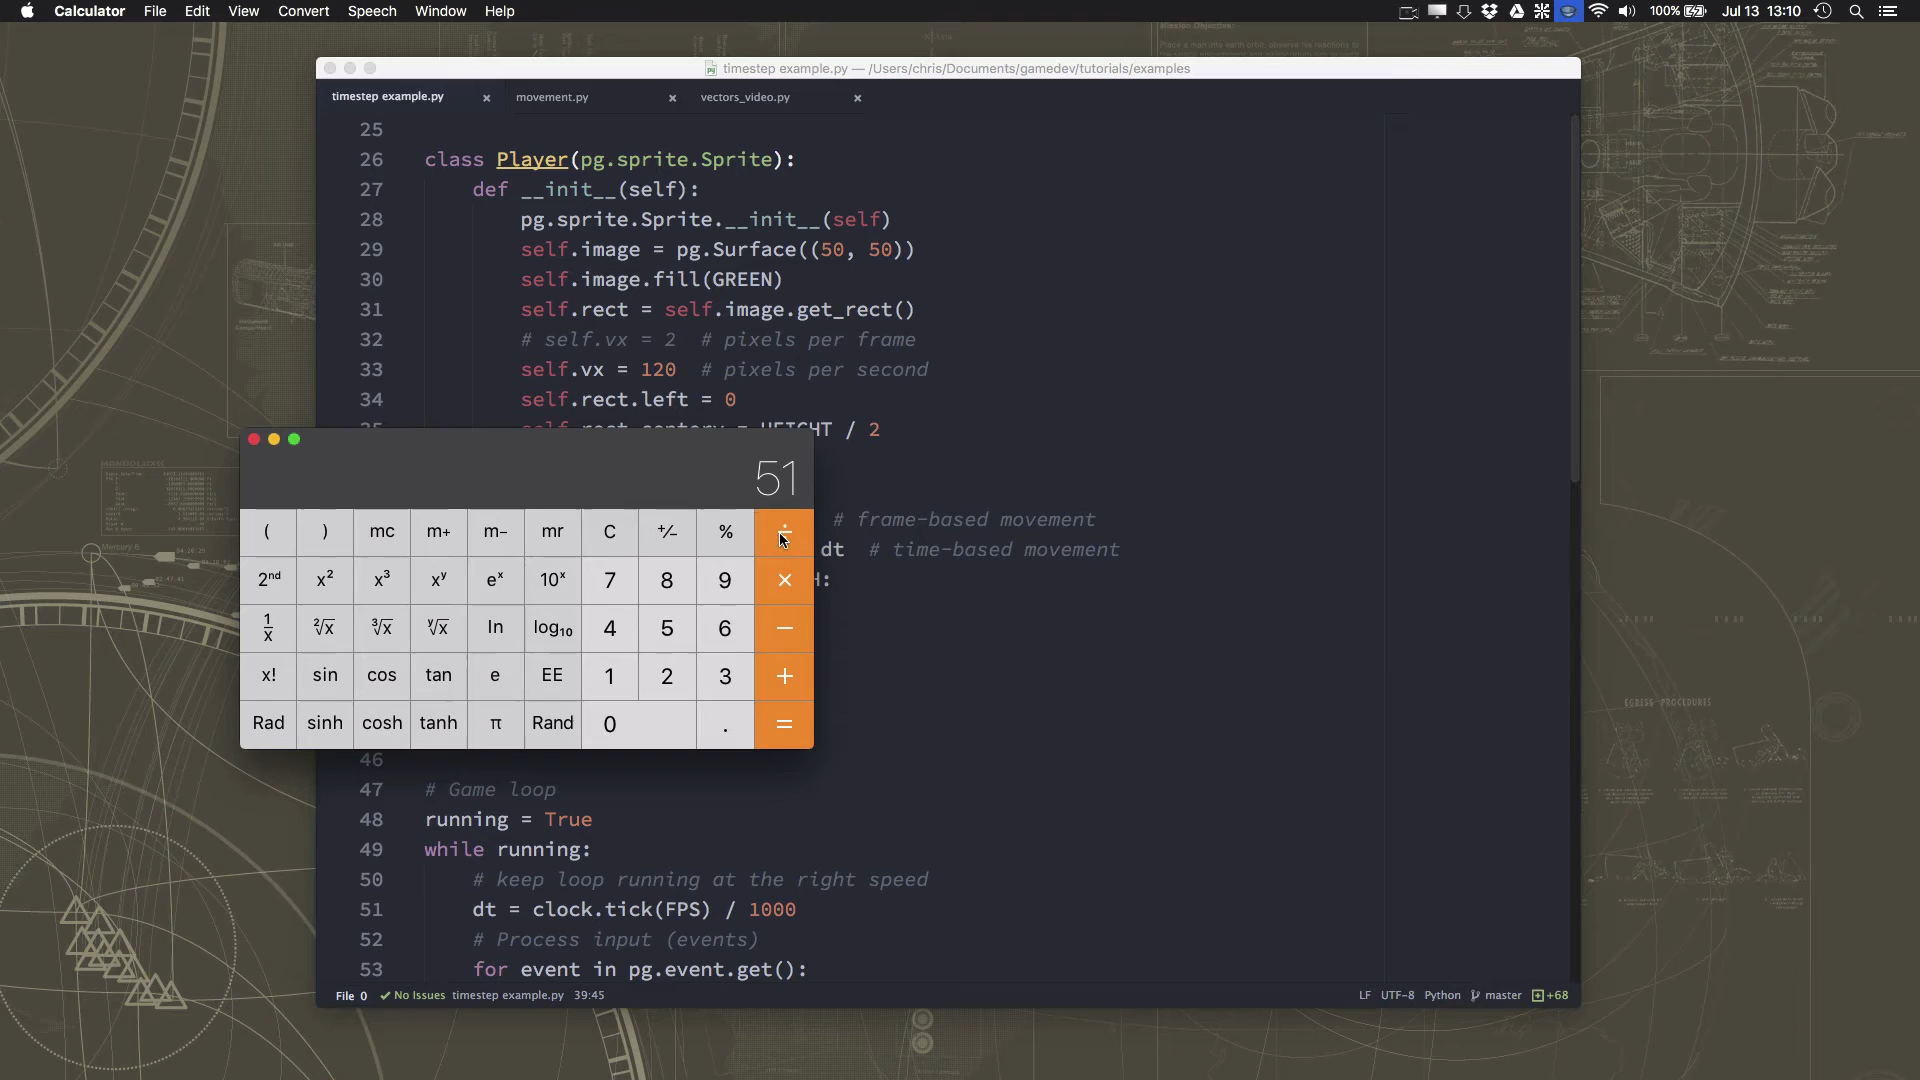 Calculator File Edit View Convert Speech Window Help
100% Jul 13 13:10
timestep example.py — /Users/chris/Documents/gamedev/tutorials/examples
timestep example.py × movement.py × vectors_video.py ×
25
26 class Player(pg.sprite.Sprite):
27 def __init__(self):
28 pg.sprite.Sprite.__init__(self)
29 self.image = pg.Surface((50, 50))
30 self.image.fill(GREEN)
31 self.rect = self.image.get_rect()
32 # self.vx = 2 # pixels per frame
33 self.vx = 120 # pixels per second
34 self.rect.left = 0
35 self.rect.centery = HEIGHT / 2
# frame-based movement
dt # time-based movement
:
51
( ) mc m+ m− mr C +/− % ÷
2nd x2 x3 xy ex 10x 7 8 9 ×
1/x 2√x 3√x y√x ln log10 4 5 6 −
x! sin cos tan e EE 1 2 3 +
Rad sinh cosh tanh π Rand 0 . =
46
47 # Game loop
48 running = True
49 while running:
50 # keep loop running at the right speed
51 dt = clock.tick(FPS) / 1000
52 # Process input (events)
53 for event in pg.event.get():
File 0 ✓ No Issues timestep example.py 39:45 LF UTF-8 Python master +68
EGRESS PROCEDURES
Mission Objective: